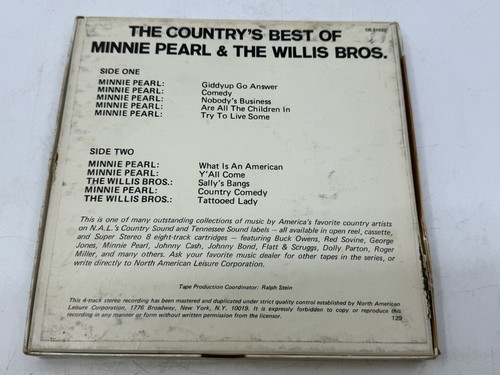 THE COUNTRY'S BEST OF
MINNIE PEARL & THE WILLIS BROS.
SIDE ONE
MINNIE PEARL: Giddyup Go Answer
MINNIE PEARL: Comedy
MINNIE PEARL: Nobody's Business
MINNIE PEARL: Are All The Children In
MINNIE PEARL: Try To Live Some
SIDE TWO
MINNIE PEARL: What Is An American
MINNIE PEARL: Y'All Come
THE WILLIS BROS.: Sally's Bangs
MINNIE PEARL: Country Comedy
THE WILLIS BROS.: Tattooed Lady
This is one of many outstanding collections of music by America's favorite country artists
on N.A.L.'s Country Sound and Tennessee Sound labels – all available in open reel, cassette,
and Super Stereo 8 eight-track cartridges – featuring Buck Owens, Red Sovine, George
Jones, Minnie Pearl, Johnny Cash, Johnny Bond, Flatt & Scruggs, Dolly Parton, Roger
Miller, and many others. Ask your favorite music dealer for other tapes in the series, or
write directly to North American Leisure Corporation.
Tape Production Coordinator: Ralph Stein
This 4-track stereo recording has been mastered and duplicated under strict quality control established by North American
Leisure Corporation, 1776 Broadway, New York, N.Y. 10019. It is expressly forbidden to copy or reproduce this
recording in any manner or form without written permission from the licensor.
129